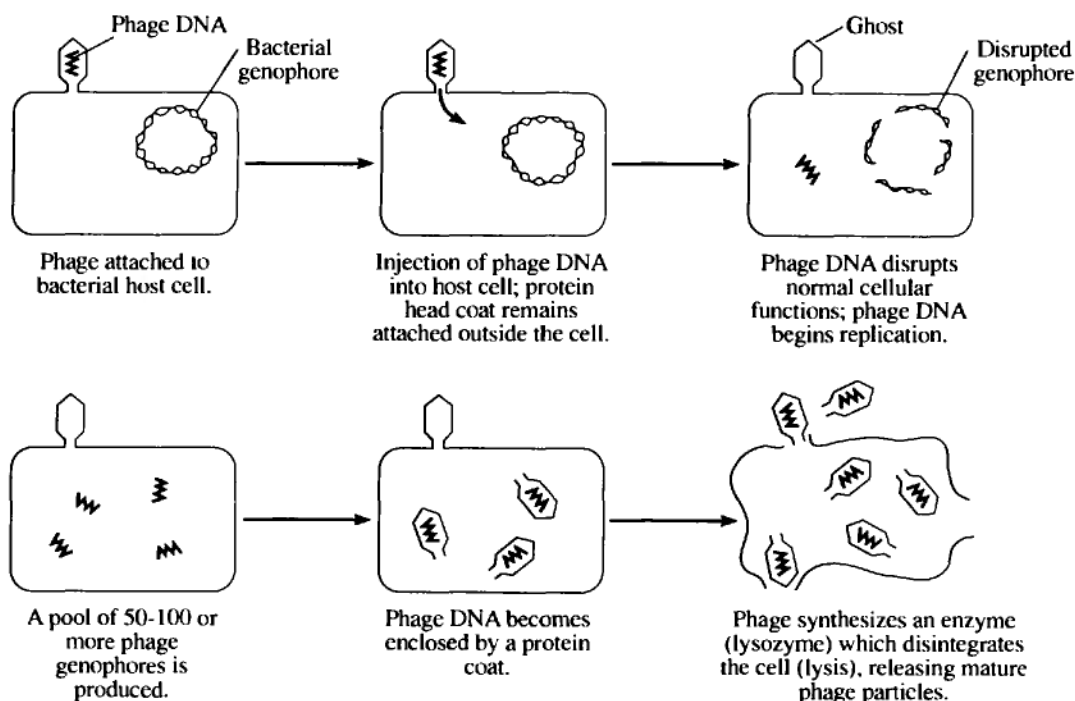 Phage DNA
Bacterial
genophore
Ghost
Disrupted
genophore
Phage attached to
bacterial host cell.
Injection of phage DNA
into host cell; protein
head coat remains
attached outside the cell.
Phage DNA disrupts
normal cellular
functions; phage DNA
begins replication.
A pool of 50-100 or
more phage
genophores is
produced.
Phage DNA becomes
enclosed by a protein
coat.
Phage synthesizes an enzyme
(lysozyme) which disintegrates
the cell (lysis), releasing mature
phage particles.